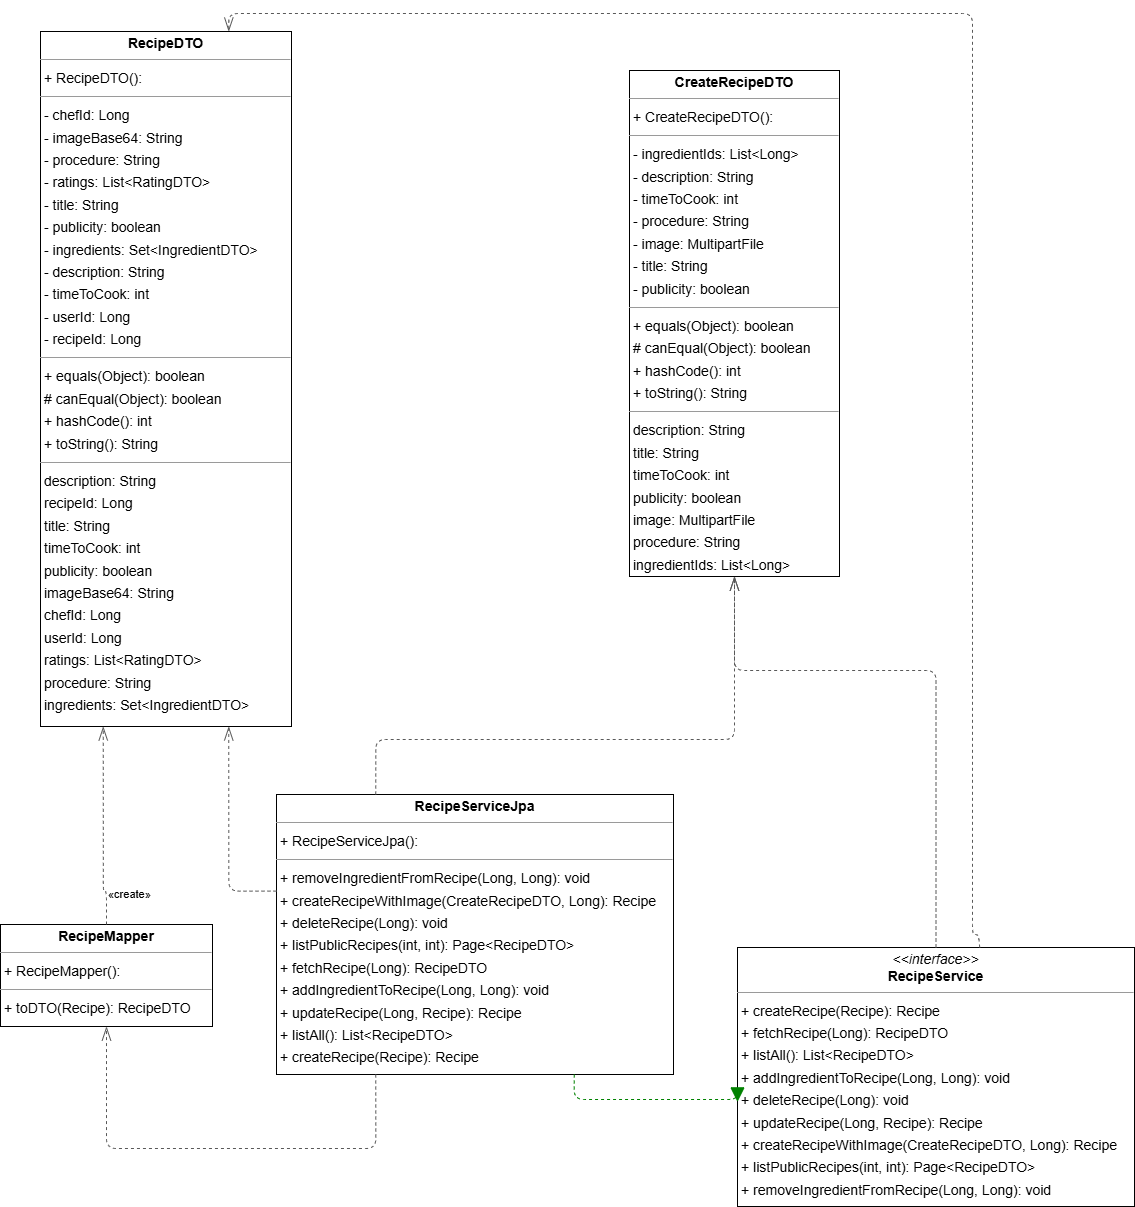 RecipeDTO
+ RecipeDTO():
- chefId: Long
- imageBase64: String
- procedure: String
- ratings: List<RatingDTO>
- title: String
- publicity: boolean
- ingredients: Set<IngredientDTO>
- description: String
- timeToCook: int
- userId: Long
- recipeId: Long
+ equals(Object): boolean
# canEqual(Object): boolean
+ hashCode(): int
+ toString(): String
description: String
recipeId: Long
title: String
timeToCook: int
publicity: boolean
imageBase64: String
chefId: Long
userId: Long
ratings: List<RatingDTO>
procedure: String
ingredients: Set<IngredientDTO>
CreateRecipeDTO
+ CreateRecipeDTO():
- ingredientIds: List<Long>
- description: String
- timeToCook: int
- procedure: String
- image: MultipartFile
- title: String
- publicity: boolean
+ equals(Object): boolean
# canEqual(Object): boolean
+ hashCode(): int
+ toString(): String
description: String
title: String
timeToCook: int
publicity: boolean
image: MultipartFile
procedure: String
ingredientIds: List<Long>
«create»
RecipeMapper
+ RecipeMapper():
+ toDTO(Recipe): RecipeDTO
RecipeServiceJpa
+ RecipeServiceJpa():
+ removeIngredientFromRecipe(Long, Long): void
+ createRecipeWithImage(CreateRecipeDTO, Long): Recipe
+ deleteRecipe(Long): void
+ listPublicRecipes(int, int): Page<RecipeDTO>
+ fetchRecipe(Long): RecipeDTO
+ addIngredientToRecipe(Long, Long): void
+ updateRecipe(Long, Recipe): Recipe
+ listAll(): List<RecipeDTO>
+ createRecipe(Recipe): Recipe
<<interface>>
RecipeService
+ createRecipe(Recipe): Recipe
+ fetchRecipe(Long): RecipeDTO
+ listAll(): List<RecipeDTO>
+ addIngredientToRecipe(Long, Long): void
+ deleteRecipe(Long): void
+ updateRecipe(Long, Recipe): Recipe
+ createRecipeWithImage(CreateRecipeDTO, Long): Recipe
+ listPublicRecipes(int, int): Page<RecipeDTO>
+ removeIngredientFromRecipe(Long, Long): void